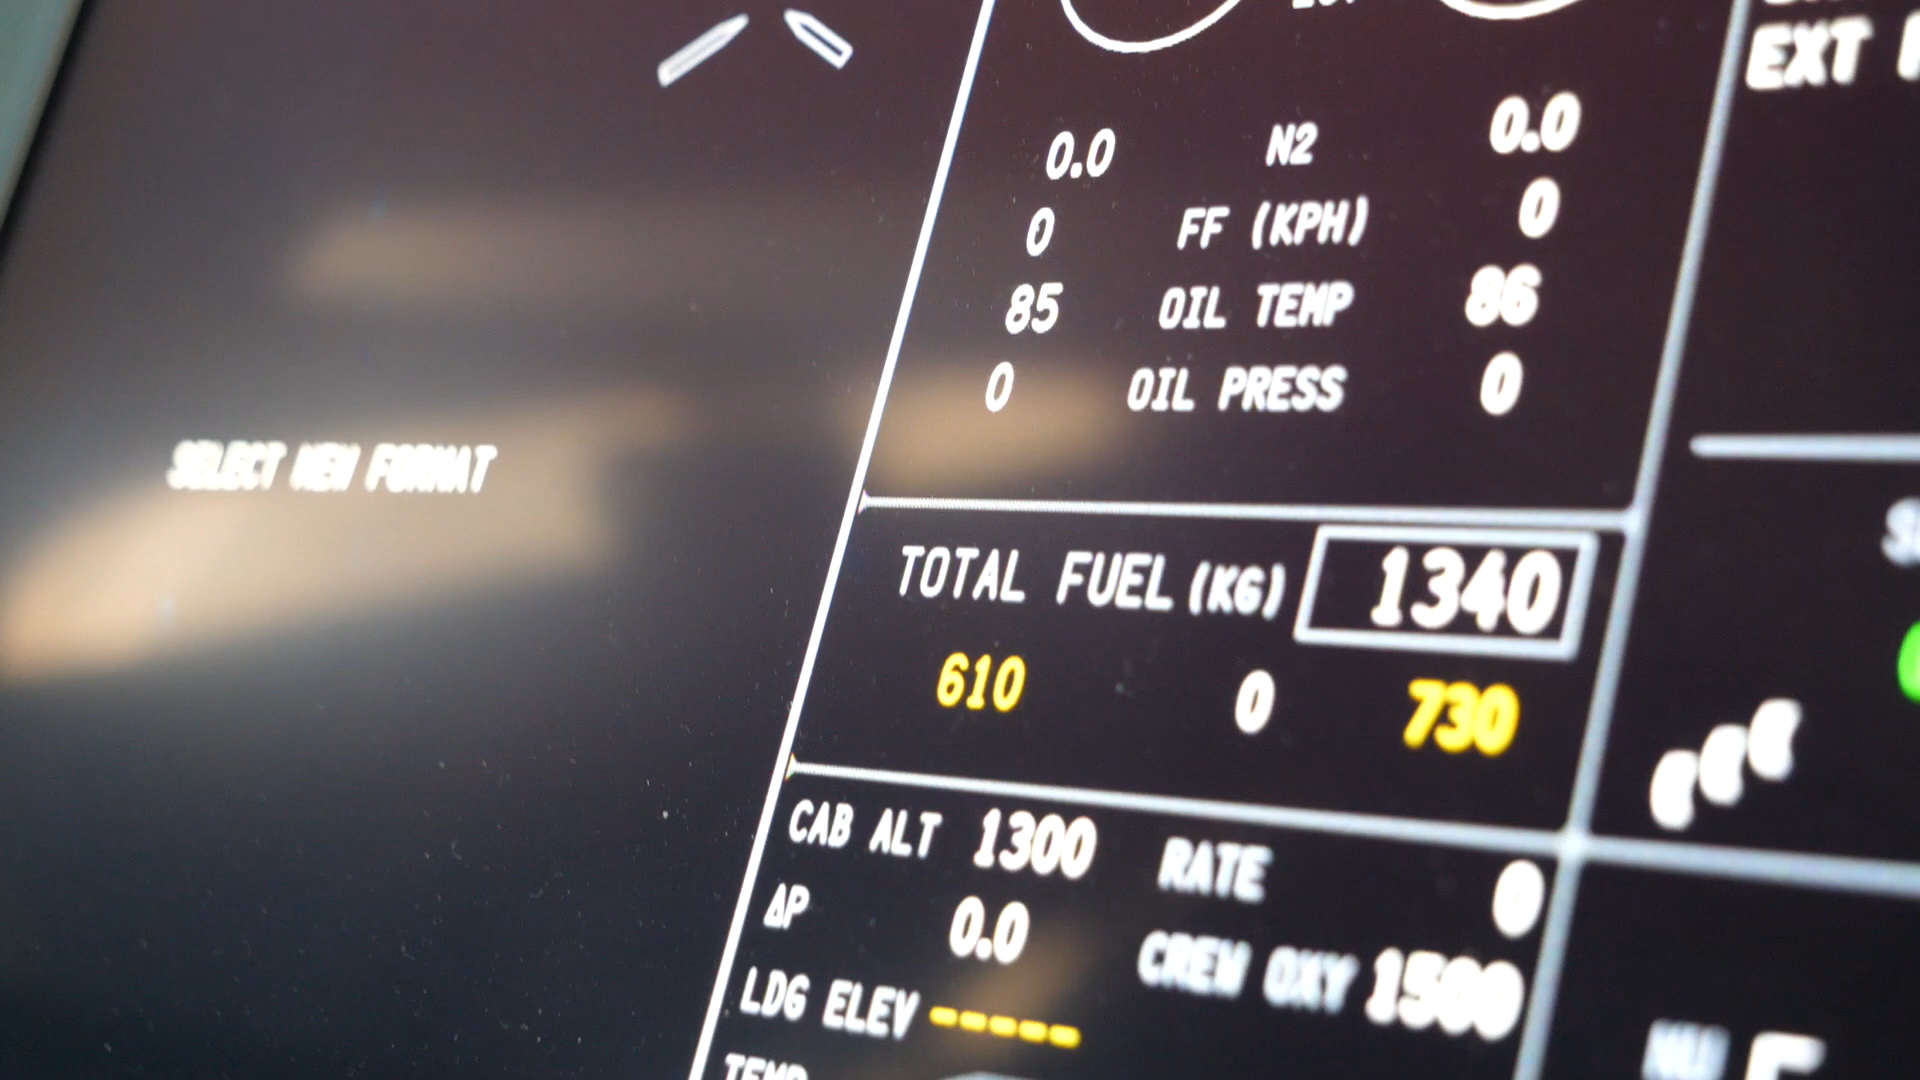 EXT
0.0 N2 0.0
0 FF (KPH) 0
85 OIL TEMP 86
0 OIL PRESS 0
SELECT NEW FORMAT
TOTAL FUEL (KG) 1340
610 0 730
CAB ALT 1300 RATE 0
ΔP 0.0 CREW OXY 1500
LDG ELEV -----
TEMP